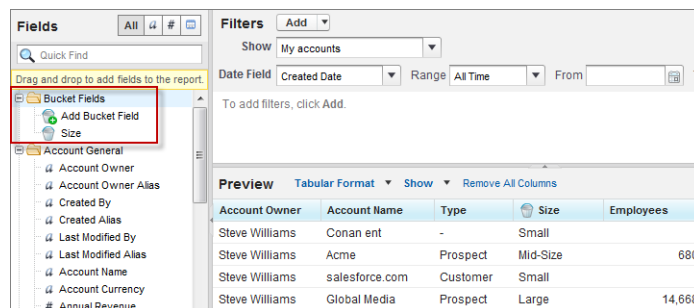 Fields All a #
Quick Find
Drag and drop to add fields to the report.
Bucket Fields
Add Bucket Field
Size
Account General
a Account Owner
a Account Owner Alias
a Created By
a Created Alias
a Last Modified By
a Last Modified Alias
a Account Name
a Account Currency
# Annual Revenue
Filters Add
Show My accounts
Date Field Created Date Range All Time From
To add filters, click Add.
Preview Tabular Format Show Remove All Columns
Account Owner Account Name Type Size Employees
Steve Williams Conan ent - Small
Steve Williams Acme Prospect Mid-Size 680
Steve Williams salesforce.com Customer Small
Steve Williams Global Media Prospect Large